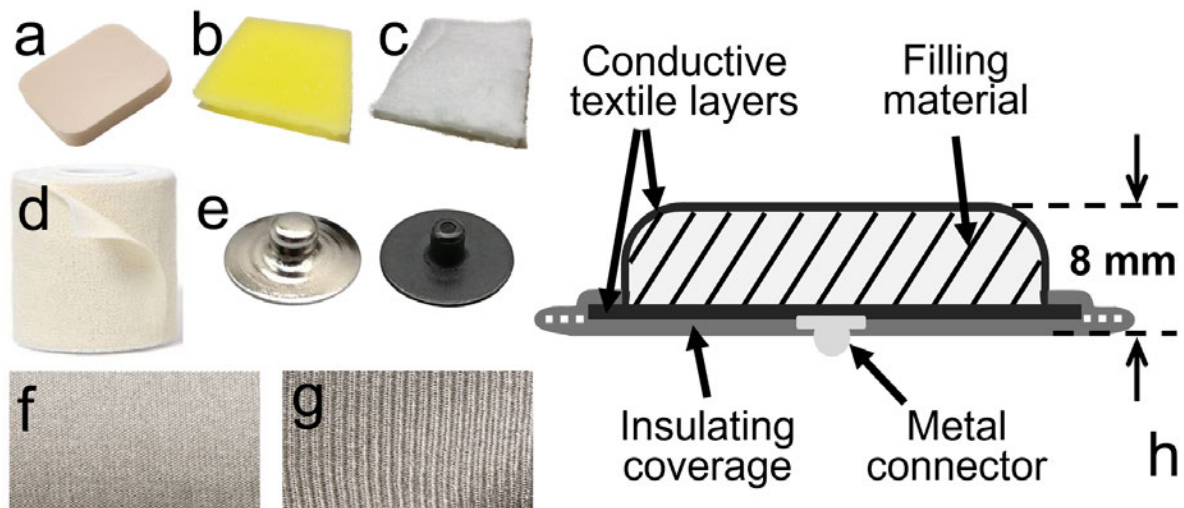 a
b
c
d
e
f
g
Conductive
textile layers
Filling
material
8 mm
Insulating
coverage
Metal
connector
h